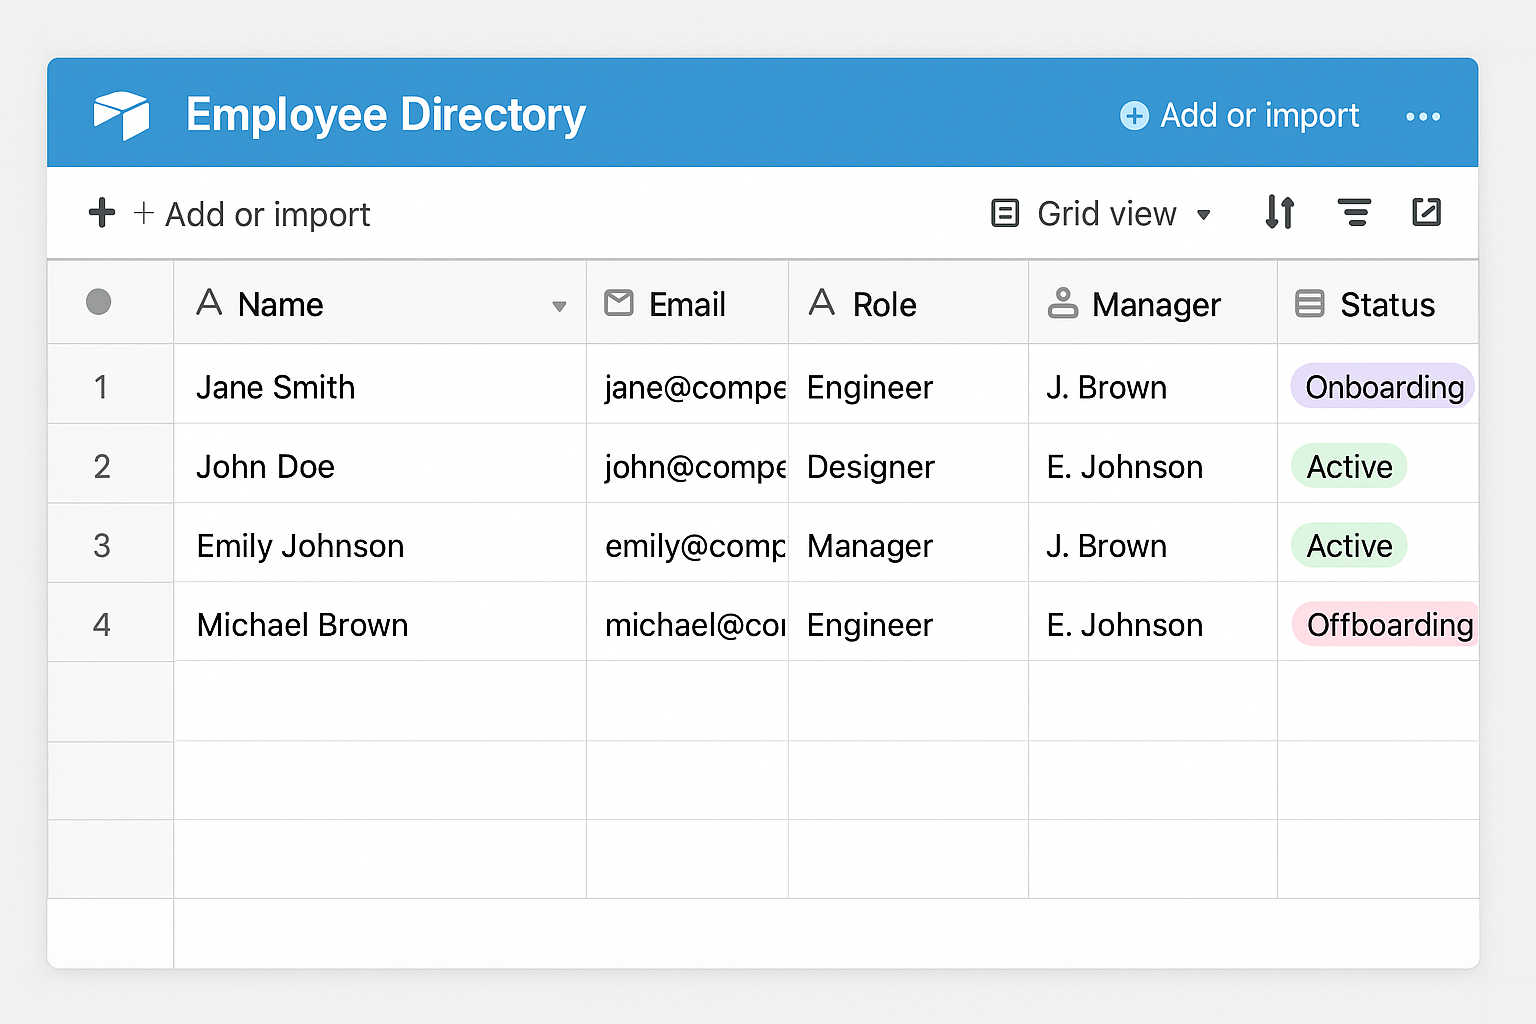 Employee Directory
Add or import
+ Add or import
Grid view
Name Email Role Manager Status
1 Jane Smith jane@compe Engineer J. Brown Onboarding
2 John Doe john@compe Designer E. Johnson Active
3 Emily Johnson emily@comp Manager J. Brown Active
4 Michael Brown michael@cor Engineer E. Johnson Offboarding